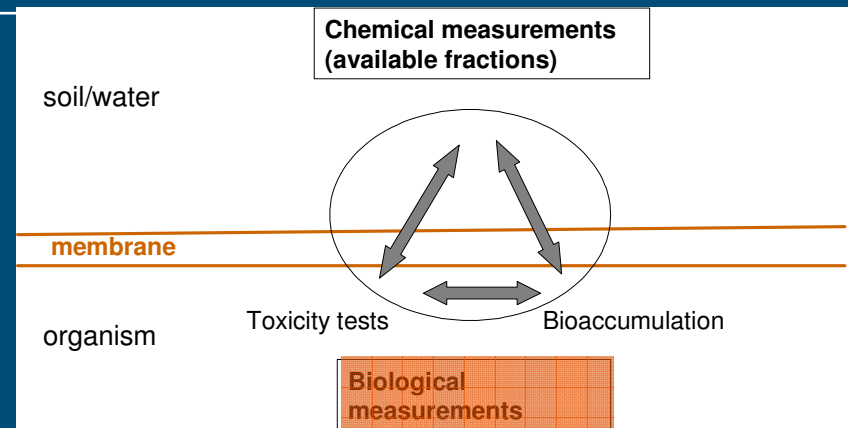 Chemical measurements
(available fractions)
soil/water
membrane
Toxicity tests
Bioaccumulation
organism
Biological
measurements